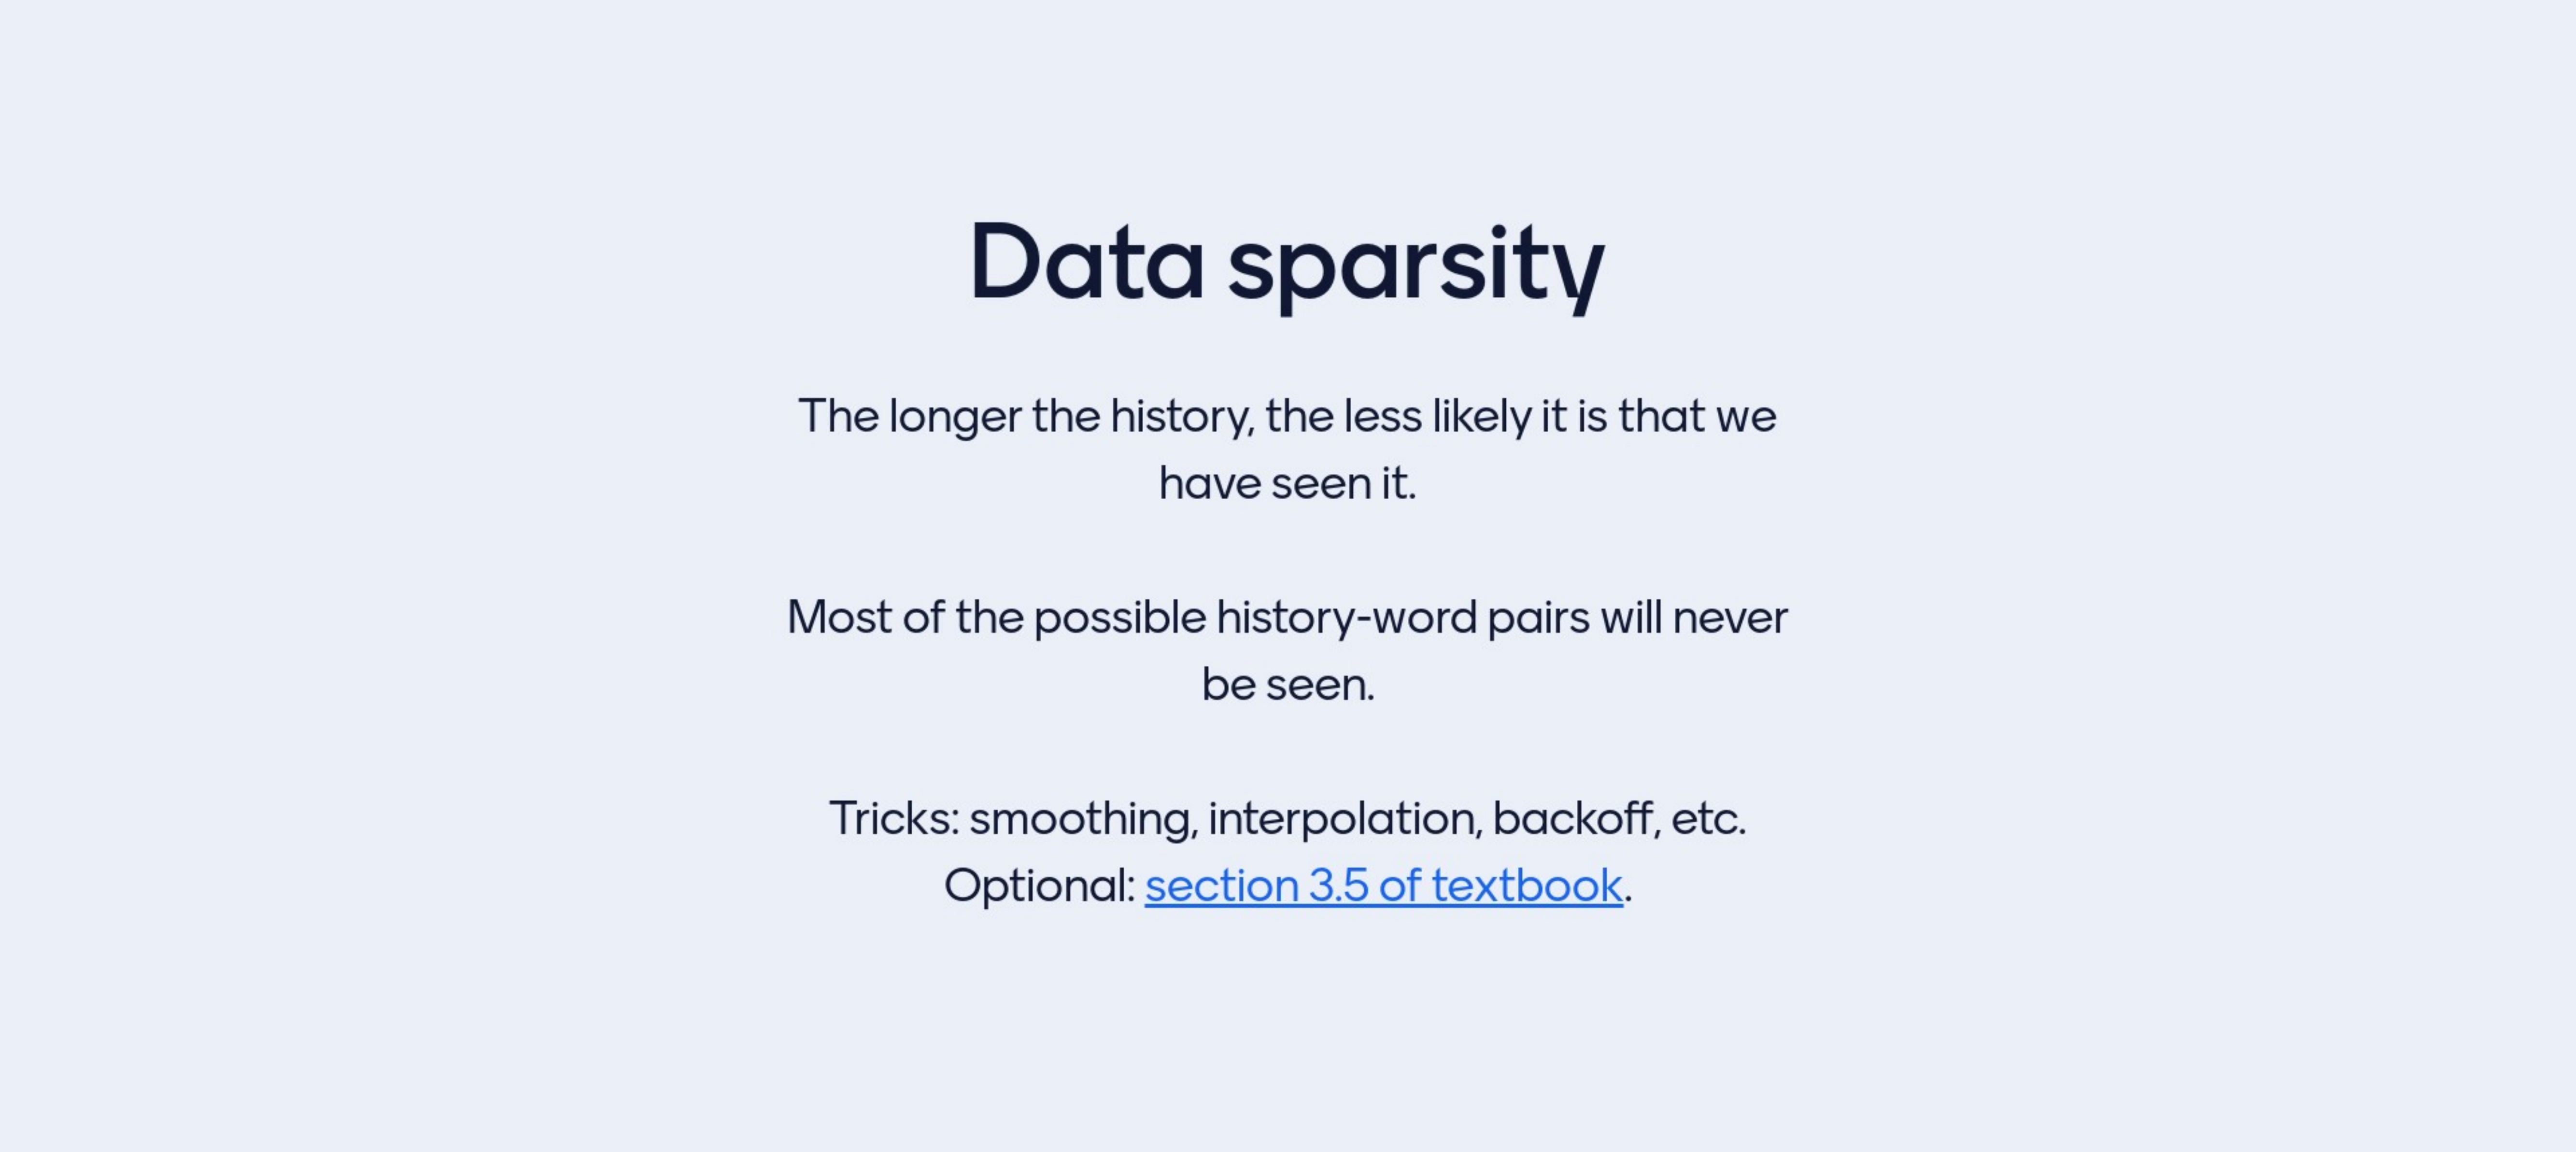 Data sparsity
The longer the history, the less likely it is that we
have seen it.
Most of the possible history-word pairs will never
be seen.
Tricks: smoothing, interpolation, backoff, etc.
Optional: section 3.5 of textbook.